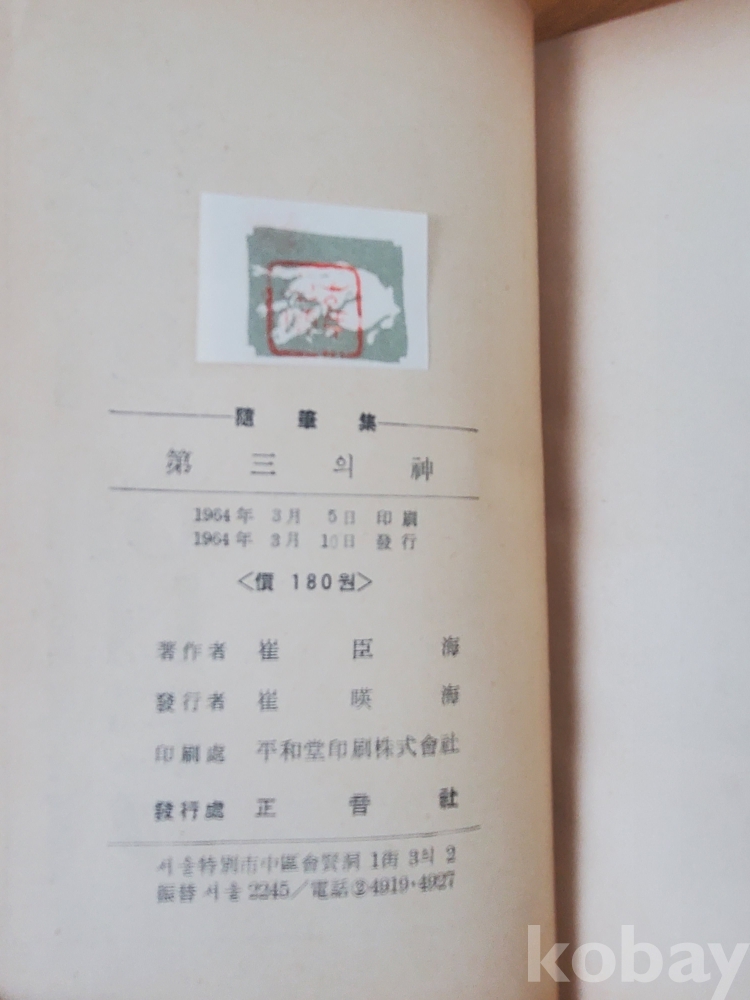 隨筆集
第三의神
1964年 3月 5日 印刷
1964年 3月 10日 發行
<價 180원>
著作者 崔臣海
發行者 崔暎海
印刷處 平和堂印刷株式會社
發行處 正音社
서울特別市中區會賢洞 1街 3의 2
振替 서울 2245/電話②4919·4927
kobay